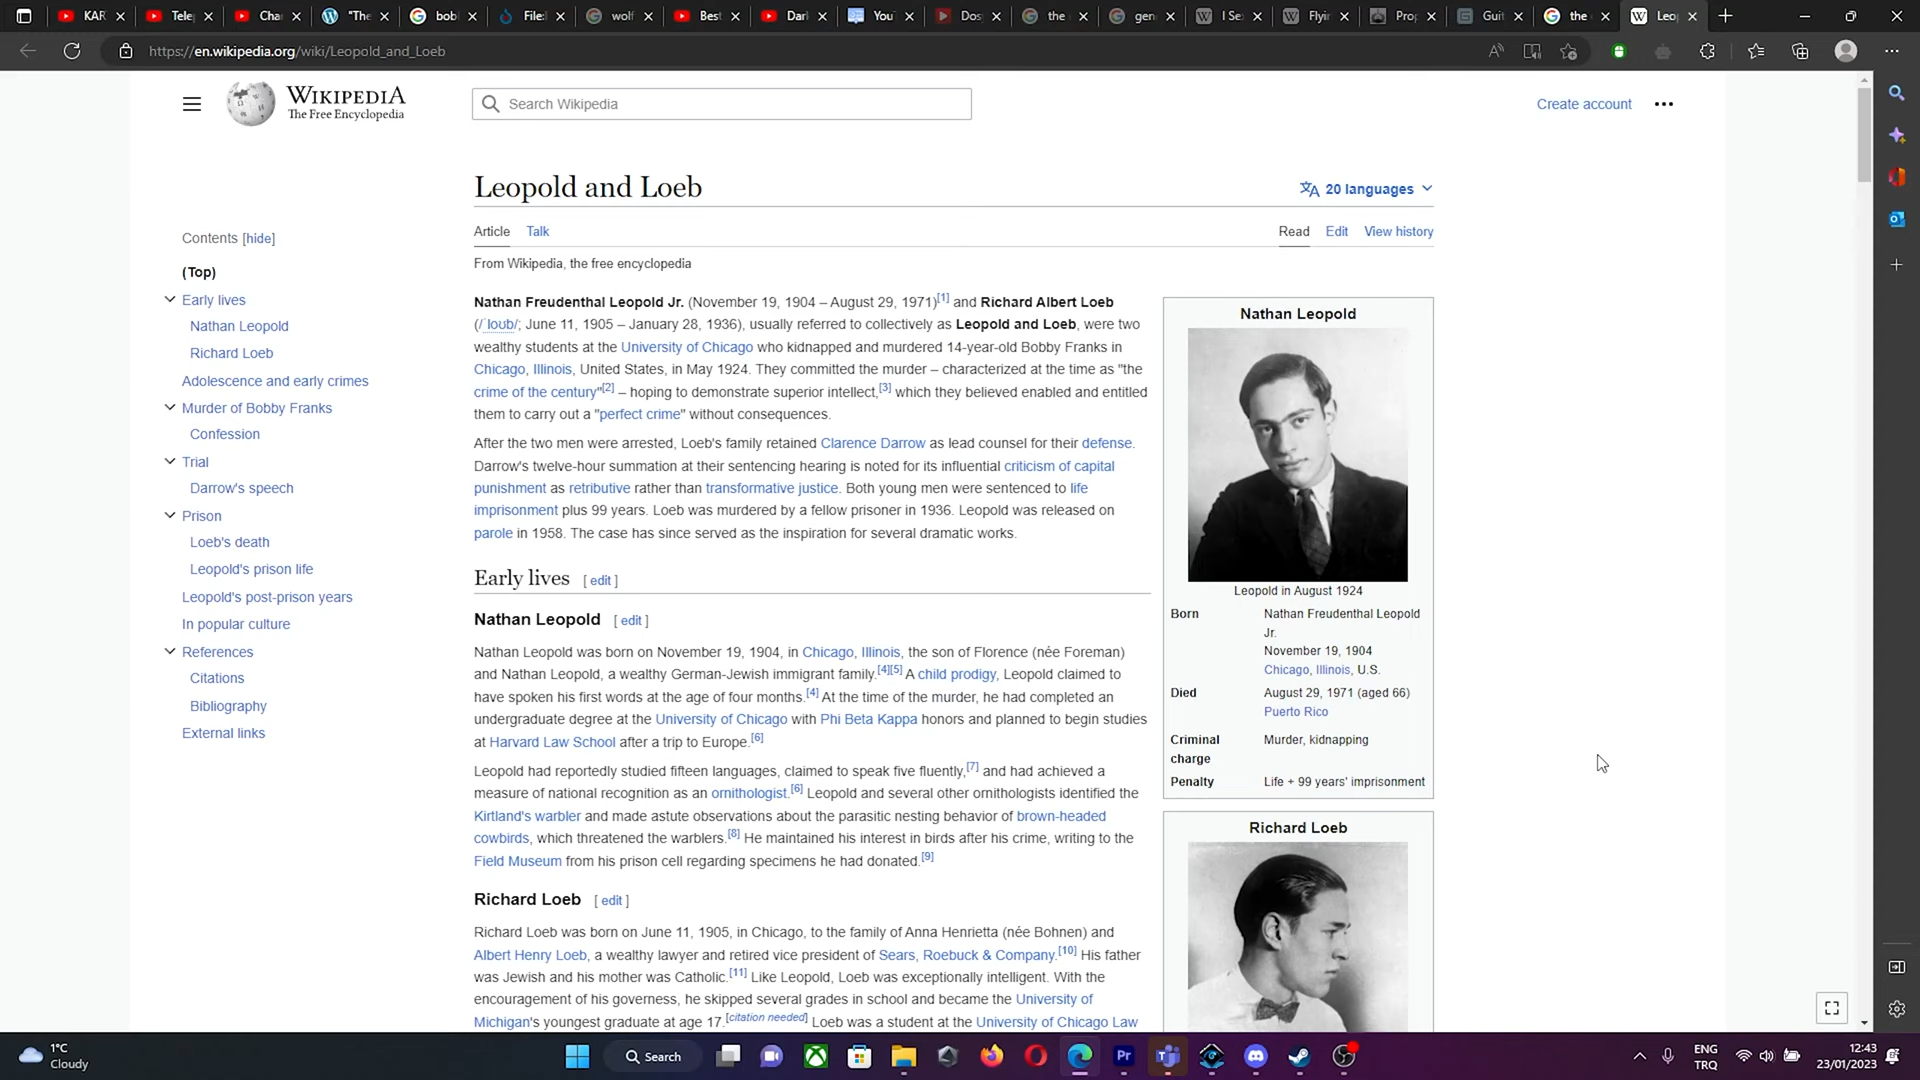 KAR
Tele
Cha
"The
bobl
File:
wolf
Best
Dark
YouT
Dosy
the
gen
I Se
Flyin
Prop
Guit
the
Leop
https://en.wikipedia.org/wiki/Leopold_and_Loeb
WIKIPEDIA
The Free Encyclopedia
Search Wikipedia
Create account
Leopold and Loeb
20 languages
Article Talk
Read Edit View history
From Wikipedia, the free encyclopedia
Contents [hide]
(Top)
Early lives
Nathan Leopold
Richard Loeb
Adolescence and early crimes
Murder of Bobby Franks
Confession
Trial
Darrow's speech
Prison
Loeb's death
Leopold's prison life
Leopold's post-prison years
In popular culture
References
Citations
Bibliography
External links
Nathan Freudenthal Leopold Jr. (November 19, 1904 – August 29, 1971)[1] and Richard Albert Loeb
(/ˈloʊb/; June 11, 1905 – January 28, 1936), usually referred to collectively as Leopold and Loeb, were two
wealthy students at the University of Chicago who kidnapped and murdered 14-year-old Bobby Franks in
Chicago, Illinois, United States, in May 1924. They committed the murder – characterized at the time as "the
crime of the century"[2] – hoping to demonstrate superior intellect,[3] which they believed enabled and entitled
them to carry out a "perfect crime" without consequences.
After the two men were arrested, Loeb's family retained Clarence Darrow as lead counsel for their defense.
Darrow's twelve-hour summation at their sentencing hearing is noted for its influential criticism of capital
punishment as retributive rather than transformative justice. Both young men were sentenced to life
imprisonment plus 99 years. Loeb was murdered by a fellow prisoner in 1936. Leopold was released on
parole in 1958. The case has since served as the inspiration for several dramatic works.
Early lives [ edit ]
Nathan Leopold [ edit ]
Nathan Leopold was born on November 19, 1904, in Chicago, Illinois, the son of Florence (née Foreman)
and Nathan Leopold, a wealthy German-Jewish immigrant family.[4][5] A child prodigy, Leopold claimed to
have spoken his first words at the age of four months.[4] At the time of the murder, he had completed an
undergraduate degree at the University of Chicago with Phi Beta Kappa honors and planned to begin studies
at Harvard Law School after a trip to Europe.[6]
Leopold had reportedly studied fifteen languages, claimed to speak five fluently,[7] and had achieved a
measure of national recognition as an ornithologist.[6] Leopold and several other ornithologists identified the
Kirtland's warbler and made astute observations about the parasitic nesting behavior of brown-headed
cowbirds, which threatened the warblers.[8] He maintained his interest in birds after his crime, writing to the
Field Museum from his prison cell regarding specimens he had donated.[9]
Richard Loeb [ edit ]
Richard Loeb was born on June 11, 1905, in Chicago, to the family of Anna Henrietta (née Bohnen) and
Albert Henry Loeb, a wealthy lawyer and retired vice president of Sears, Roebuck & Company.[10] His father
was Jewish and his mother was Catholic.[11] Like Leopold, Loeb was exceptionally intelligent. With the
encouragement of his governess, he skipped several grades in school and became the University of
Michigan's youngest graduate at age 17.[citation needed] Loeb was a student at the University of Chicago Law
Nathan Leopold
Leopold in August 1924
Born Nathan Freudenthal Leopold
Jr.
November 19, 1904
Chicago, Illinois, U.S.
Died August 29, 1971 (aged 66)
Puerto Rico
Criminal Murder, kidnapping
charge
Penalty Life + 99 years' imprisonment
Richard Loeb
1°C
Cloudy
Search
Pr
ENG
TRQ
12:43
23/01/2023